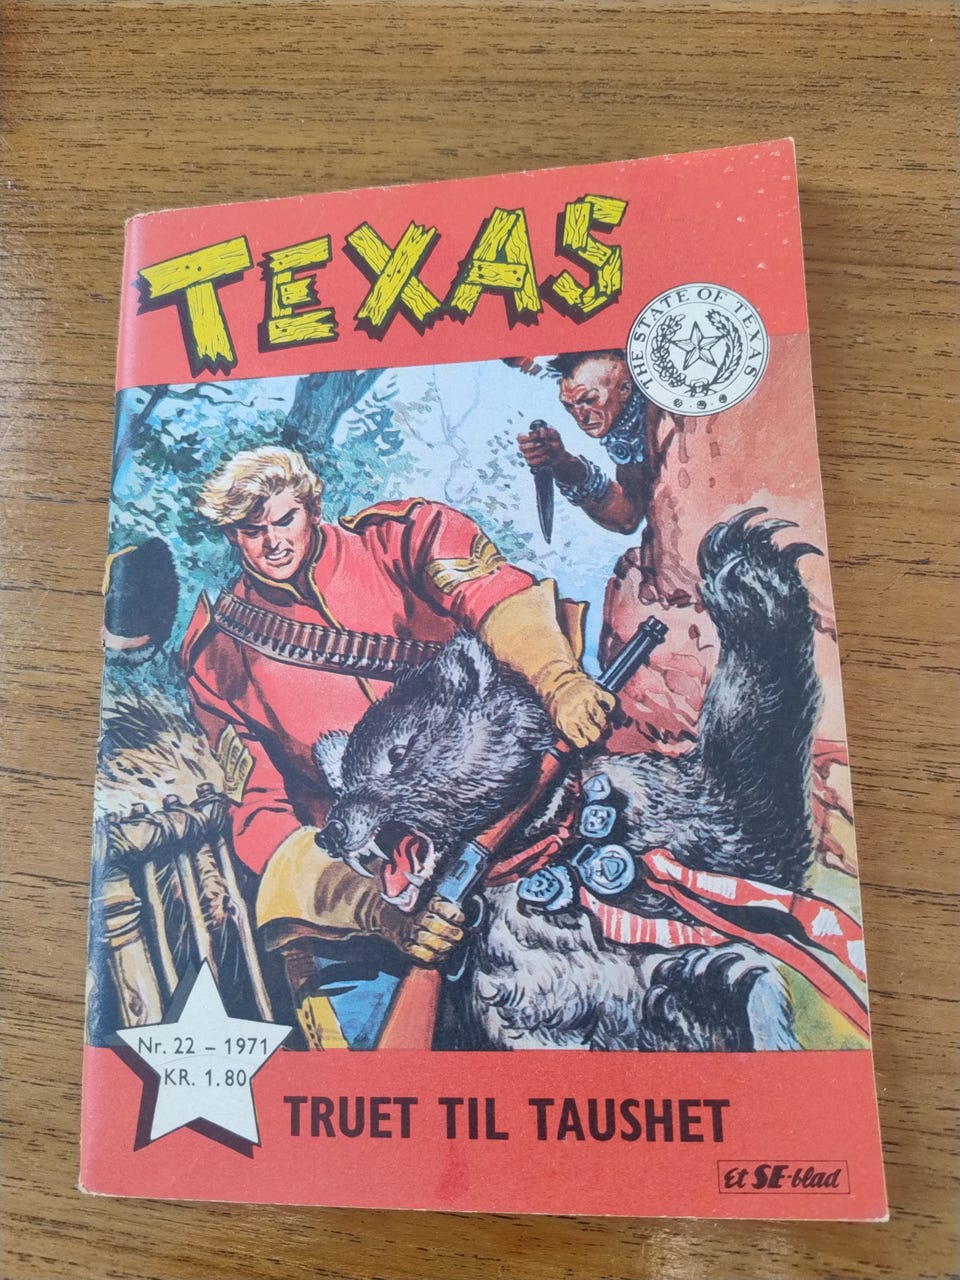 TEXAS
THE STATE OF TEXAS
Nr. 22 – 1971
KR. 1.80
TRUET TIL TAUSHET
Et SE-blad